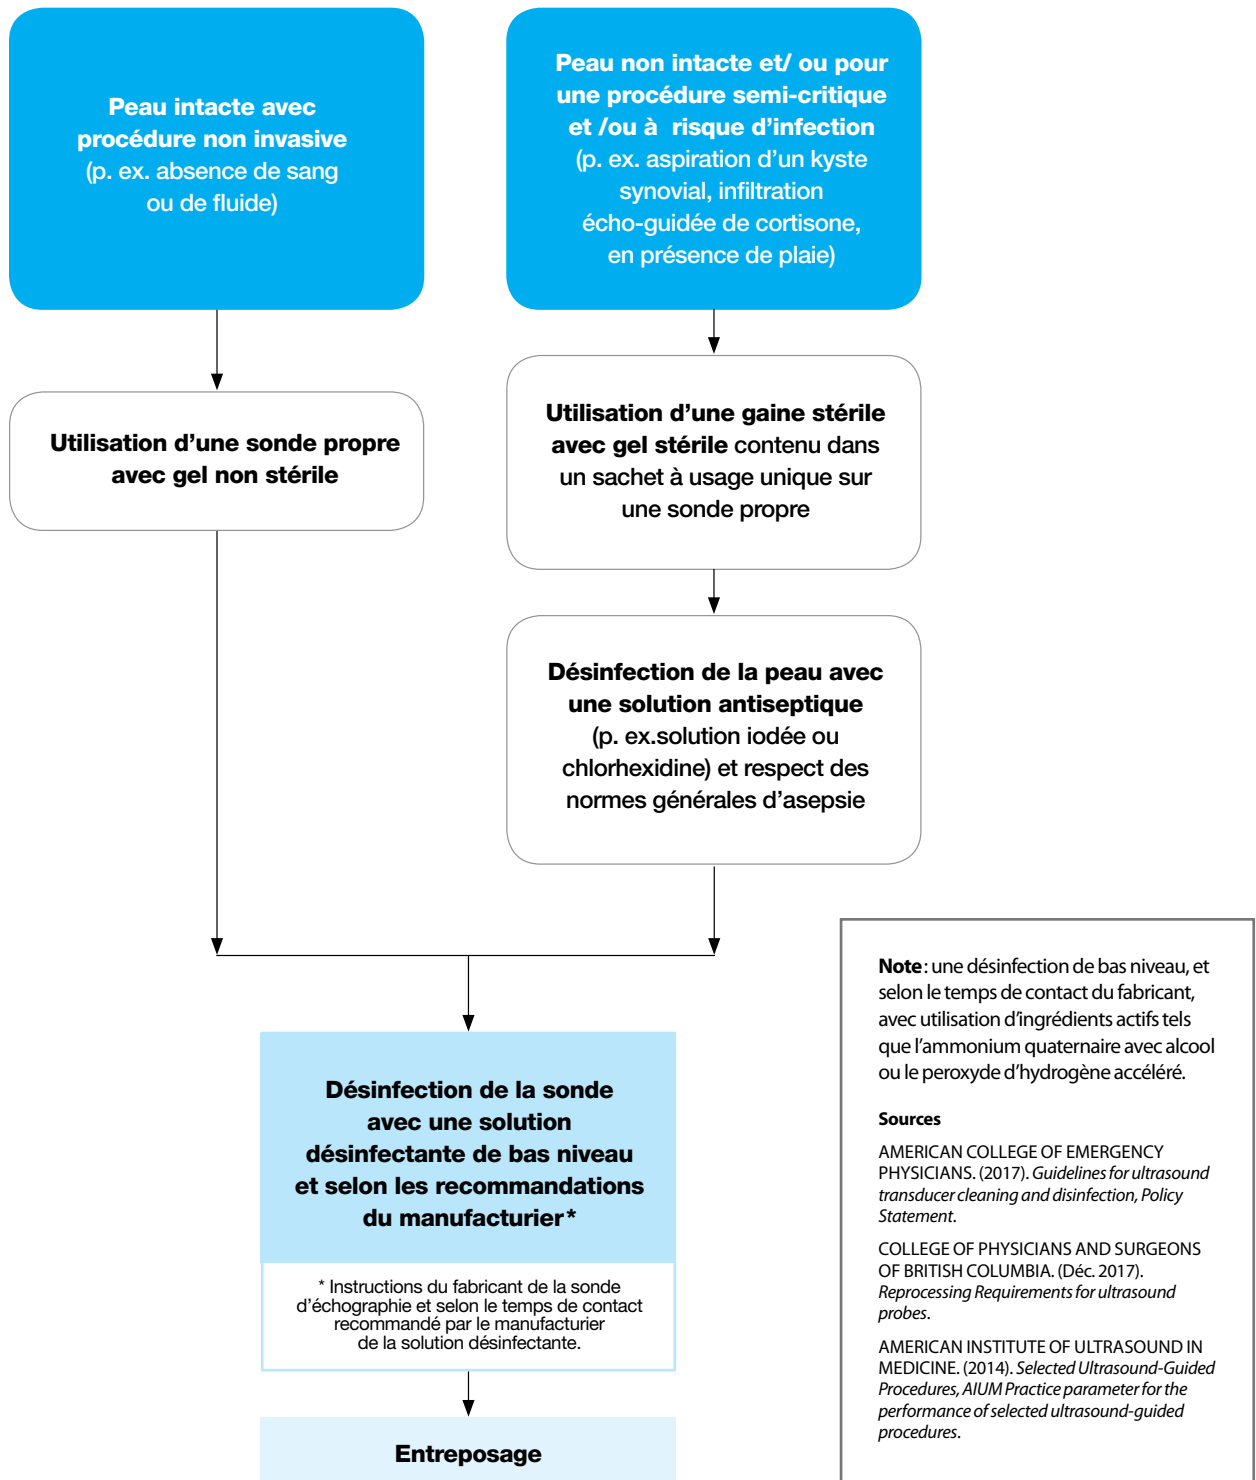 Peau intacte avec
procédure non invasive
(p. ex. absence de sang
ou de fluide)
Peau non intacte et/ ou pour
une procédure semi-critique
et /ou à risque d’infection
(p. ex. aspiration d’un kyste
synovial, infiltration
écho-guidée de cortisone,
en présence de plaie)
Utilisation d’une sonde propre
avec gel non stérile
Utilisation d’une gaine stérile
avec gel stérile contenu dans
un sachet à usage unique sur
une sonde propre
Désinfection de la peau avec
une solution antiseptique
(p. ex.solution iodée ou
chlorhexidine) et respect des
normes générales d’asepsie
Désinfection de la sonde
avec une solution
désinfectante de bas niveau
et selon les recommandations
du manufacturier*
* Instructions du fabricant de la sonde
d’échographie et selon le temps de contact
recommandé par le manufacturier
de la solution désinfectante.
Entreposage
Note : une désinfection de bas niveau, et
selon le temps de contact du fabricant,
avec utilisation d’ingrédients actifs tels
que l’ammonium quaternaire avec alcool
ou le peroxyde d’hydrogène accéléré.
Sources
AMERICAN COLLEGE OF EMERGENCY
PHYSICIANS. (2017). Guidelines for ultrasound
transducer cleaning and disinfection, Policy
Statement.
COLLEGE OF PHYSICIANS AND SURGEONS
OF BRITISH COLUMBIA. (Déc. 2017).
Reprocessing Requirements for ultrasound
probes.
AMERICAN INSTITUTE OF ULTRASOUND IN
MEDICINE. (2014). Selected Ultrasound-Guided
Procedures, AIUM Practice parameter for the
performance of selected ultrasound-guided
procedures.